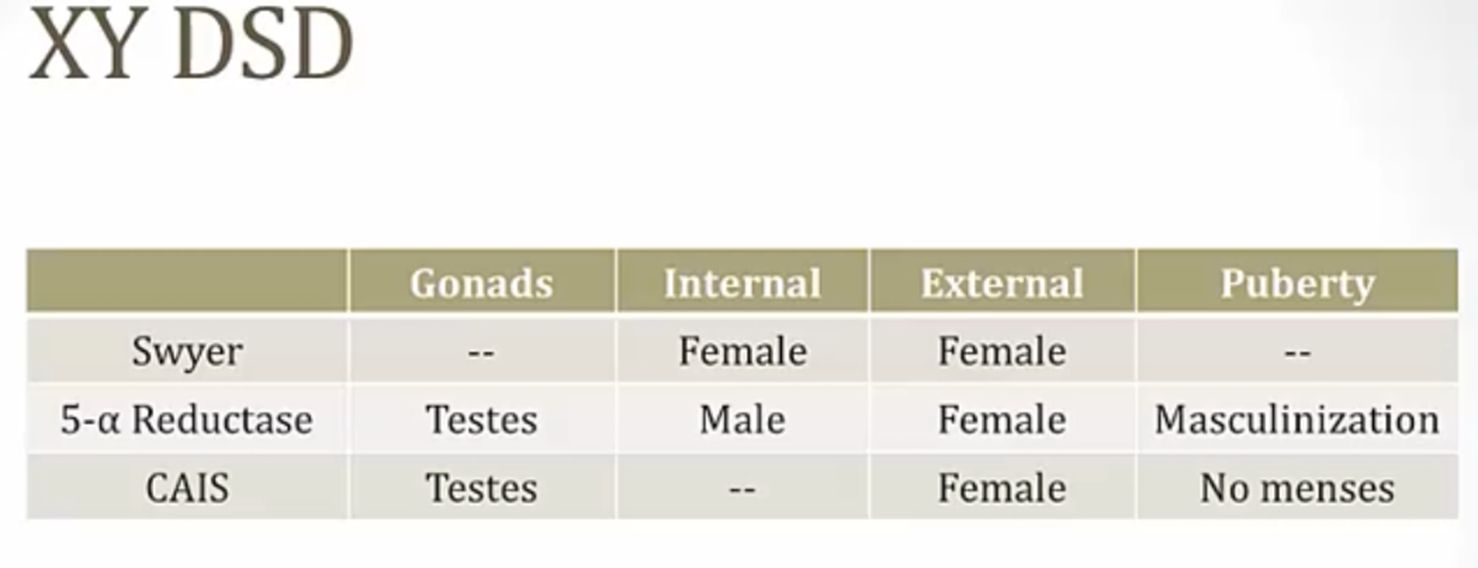 XY DSD
Gonads Internal External Puberty
Swyer -- Female Female --
5-α Reductase Testes Male Female Masculinization
CAIS Testes -- Female No menses